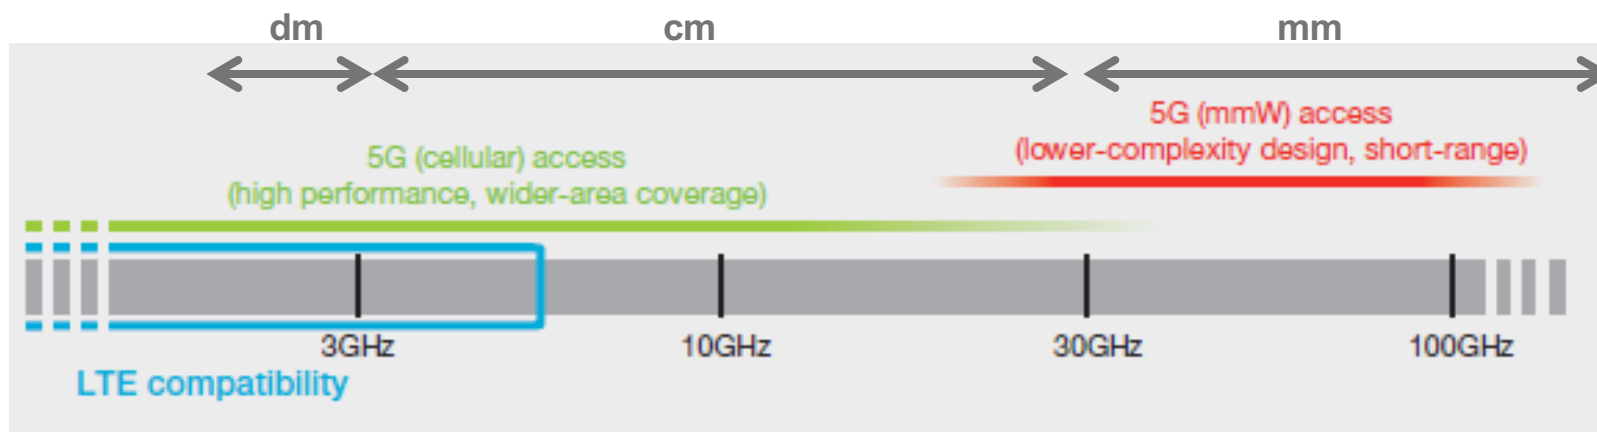 dm
cm
mm
5G (mmW) access
(lower-complexity design, short-range)
5G (cellular) access
(high performance, wider-area coverage)
3GHz
10GHz
30GHz
100GHz
LTE compatibility